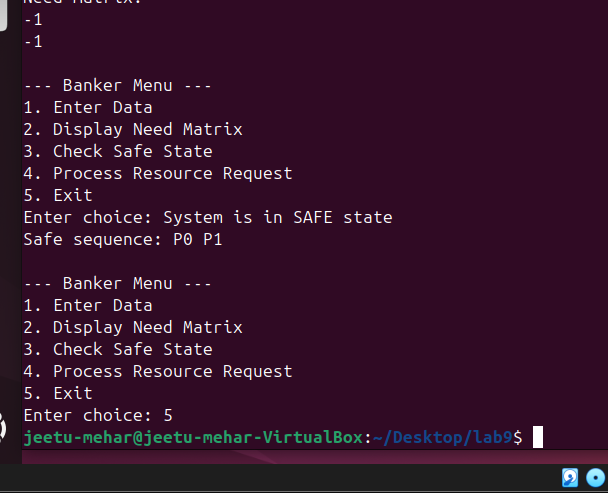 Need Matrix:
-1
-1
--- Banker Menu ---
1. Enter Data
2. Display Need Matrix
3. Check Safe State
4. Process Resource Request
5. Exit
Enter choice: System is in SAFE state
Safe sequence: P0 P1
--- Banker Menu ---
1. Enter Data
2. Display Need Matrix
3. Check Safe State
4. Process Resource Request
5. Exit
Enter choice: 5
jeetu-mehar@jeetu-mehar-VirtualBox:~/Desktop/lab9$